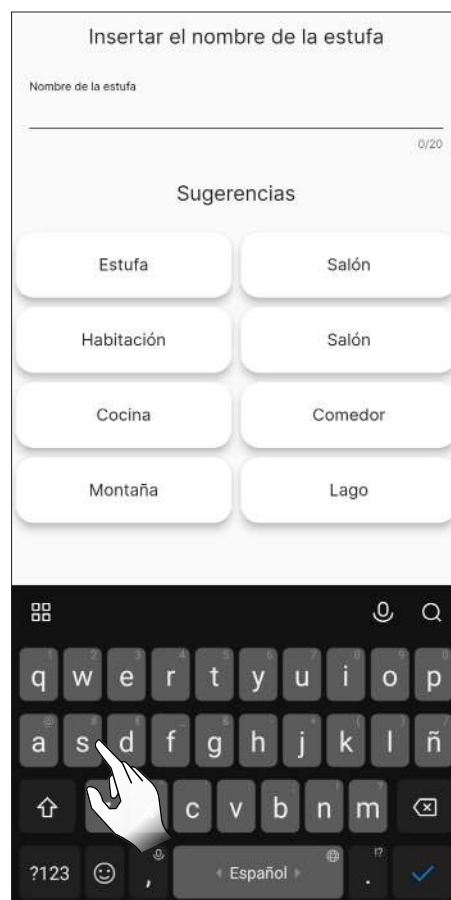 Insertar el nombre de la estufa
Nombre de la estufa
0/20
Sugerencias
Estufa Salón
Habitación Salón
Cocina Comedor
Montaña Lago
q w e r t y u i o p
a s d f g h j k l ñ
c v b n m
?123 , Español .